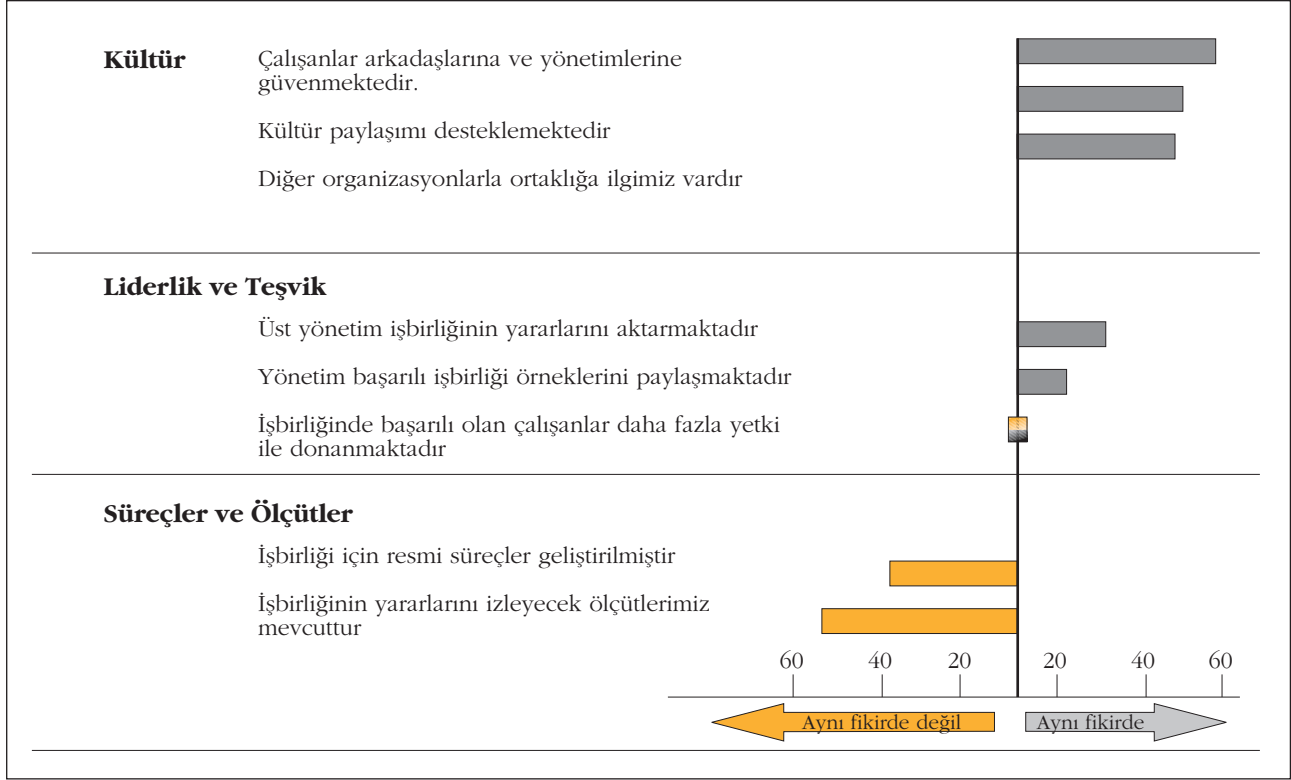 Kültür
Çalışanlar arkadaşlarına ve yönetimlerine
güvenmektedir.
Kültür paylaşımı desteklemektedir
Diğer organizasyonlarla ortaklığa ilgimiz vardır
Liderlik ve Teşvik
Üst yönetim işbirliğinin yararlarını aktarmaktadır
Yönetim başarılı işbirliği örneklerini paylaşmaktadır
İşbirliğinde başarılı olan çalışanlar daha fazla yetki
ile donanmaktadır
Süreçler ve Ölçütler
İşbirliği için resmi süreçler geliştirilmiştir
İşbirliğinin yararlarını izleyecek ölçütlerimiz
mevcuttur
60 40 20 20 40 60
Aynı fikirde değil Aynı fikirde